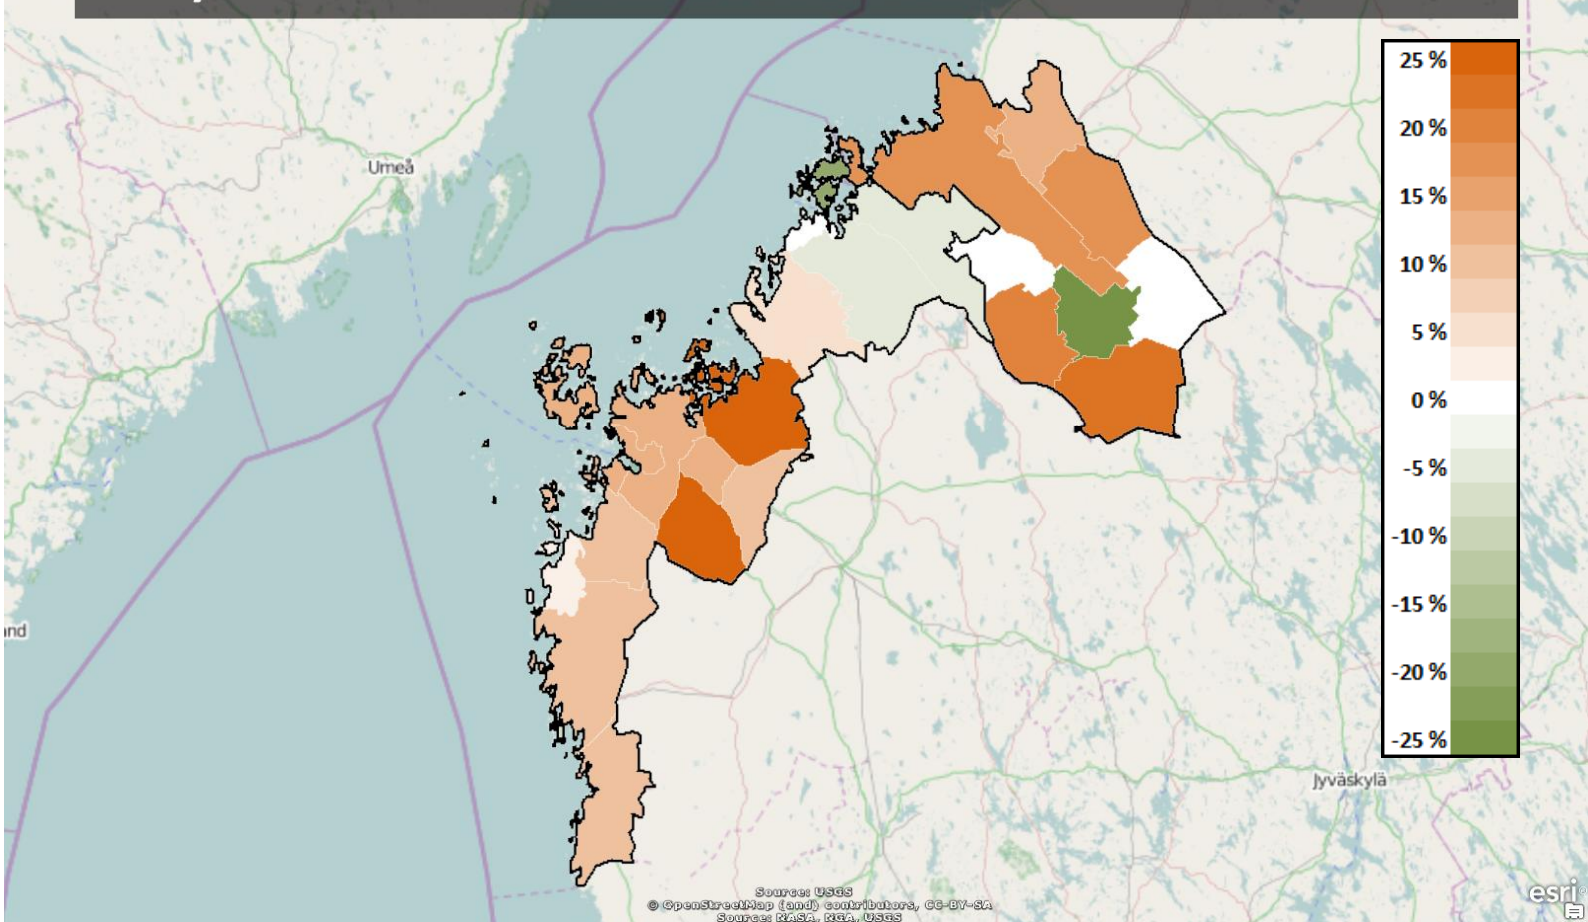 25 %
20 %
15 %
10 %
5 %
0 %
-5 %
-10 %
-15 %
-20 %
-25 %
Umeå
and
Jyväskylä
Source: USGS
© OpenStreetMap (and) contributors, CC-BY-SA
Source: NASA, NGA, USGS
esri